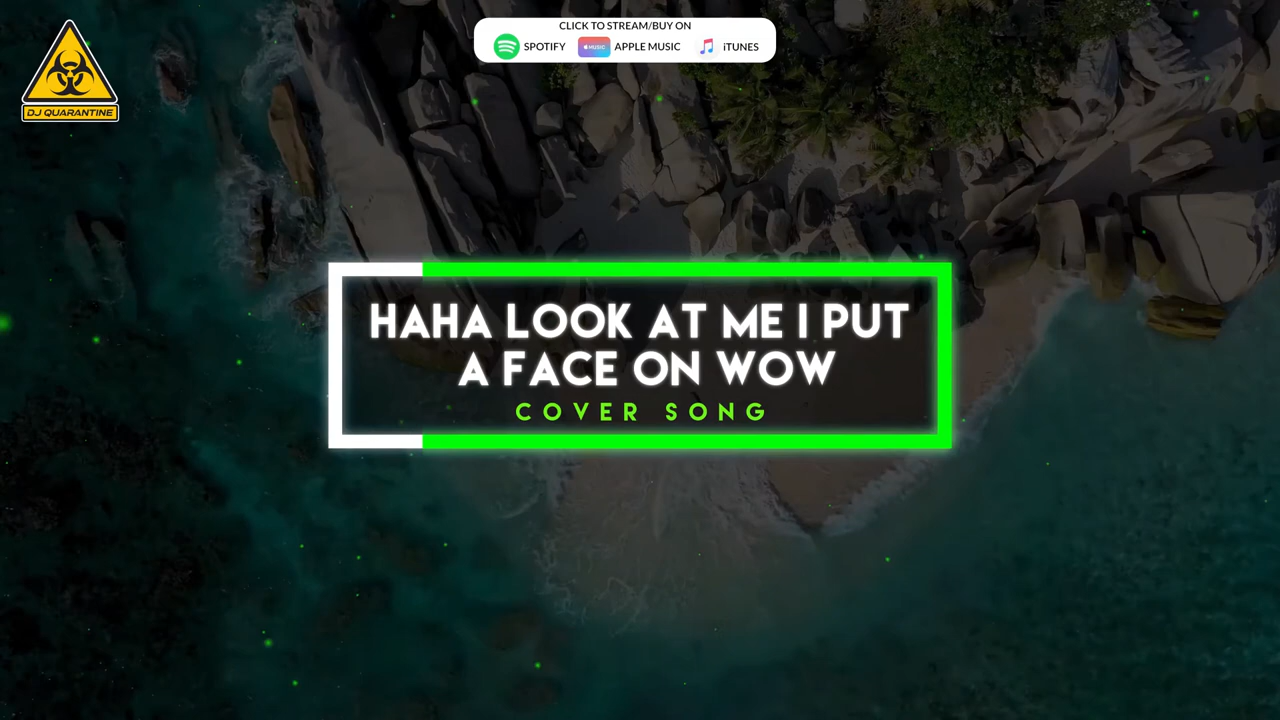 CLICK TO STREAM/BUY ON
SPOTIFY
MUSIC
APPLE MUSIC
iTUNES
DJ QUARANTINE
HAHA LOOK AT ME I PUT
A FACE ON WOW
COVER SONG